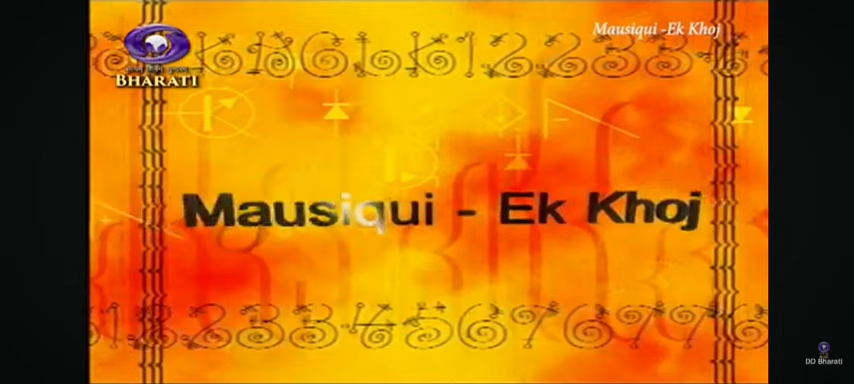 Mausiqui -Ek Khoj
BHARATI
Mausiqui - Ek Khoj
DD Bharati